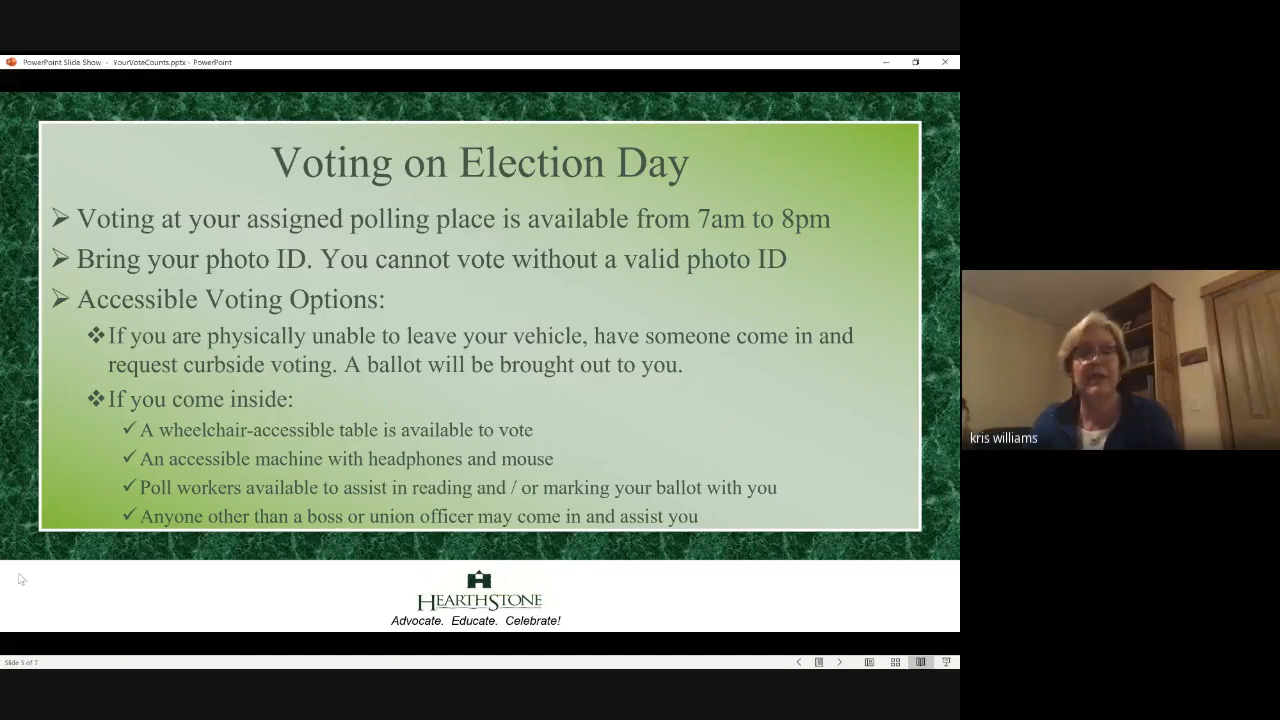 PowerPoint Slide Show - YourVoteCounts.pptx - PowerPoint
Voting on Election Day
Voting at your assigned polling place is available from 7am to 8pm
Bring your photo ID. You cannot vote without a valid photo ID
Accessible Voting Options:
If you are physically unable to leave your vehicle, have someone come in and
request curbside voting. A ballot will be brought out to you.
If you come inside:
A wheelchair-accessible table is available to vote
An accessible machine with headphones and mouse
Poll workers available to assist in reading and / or marking your ballot with you
Anyone other than a boss or union officer may come in and assist you
HEARTHSTONE
Advocate. Educate. Celebrate!
Slide 5 of 7
kris williams